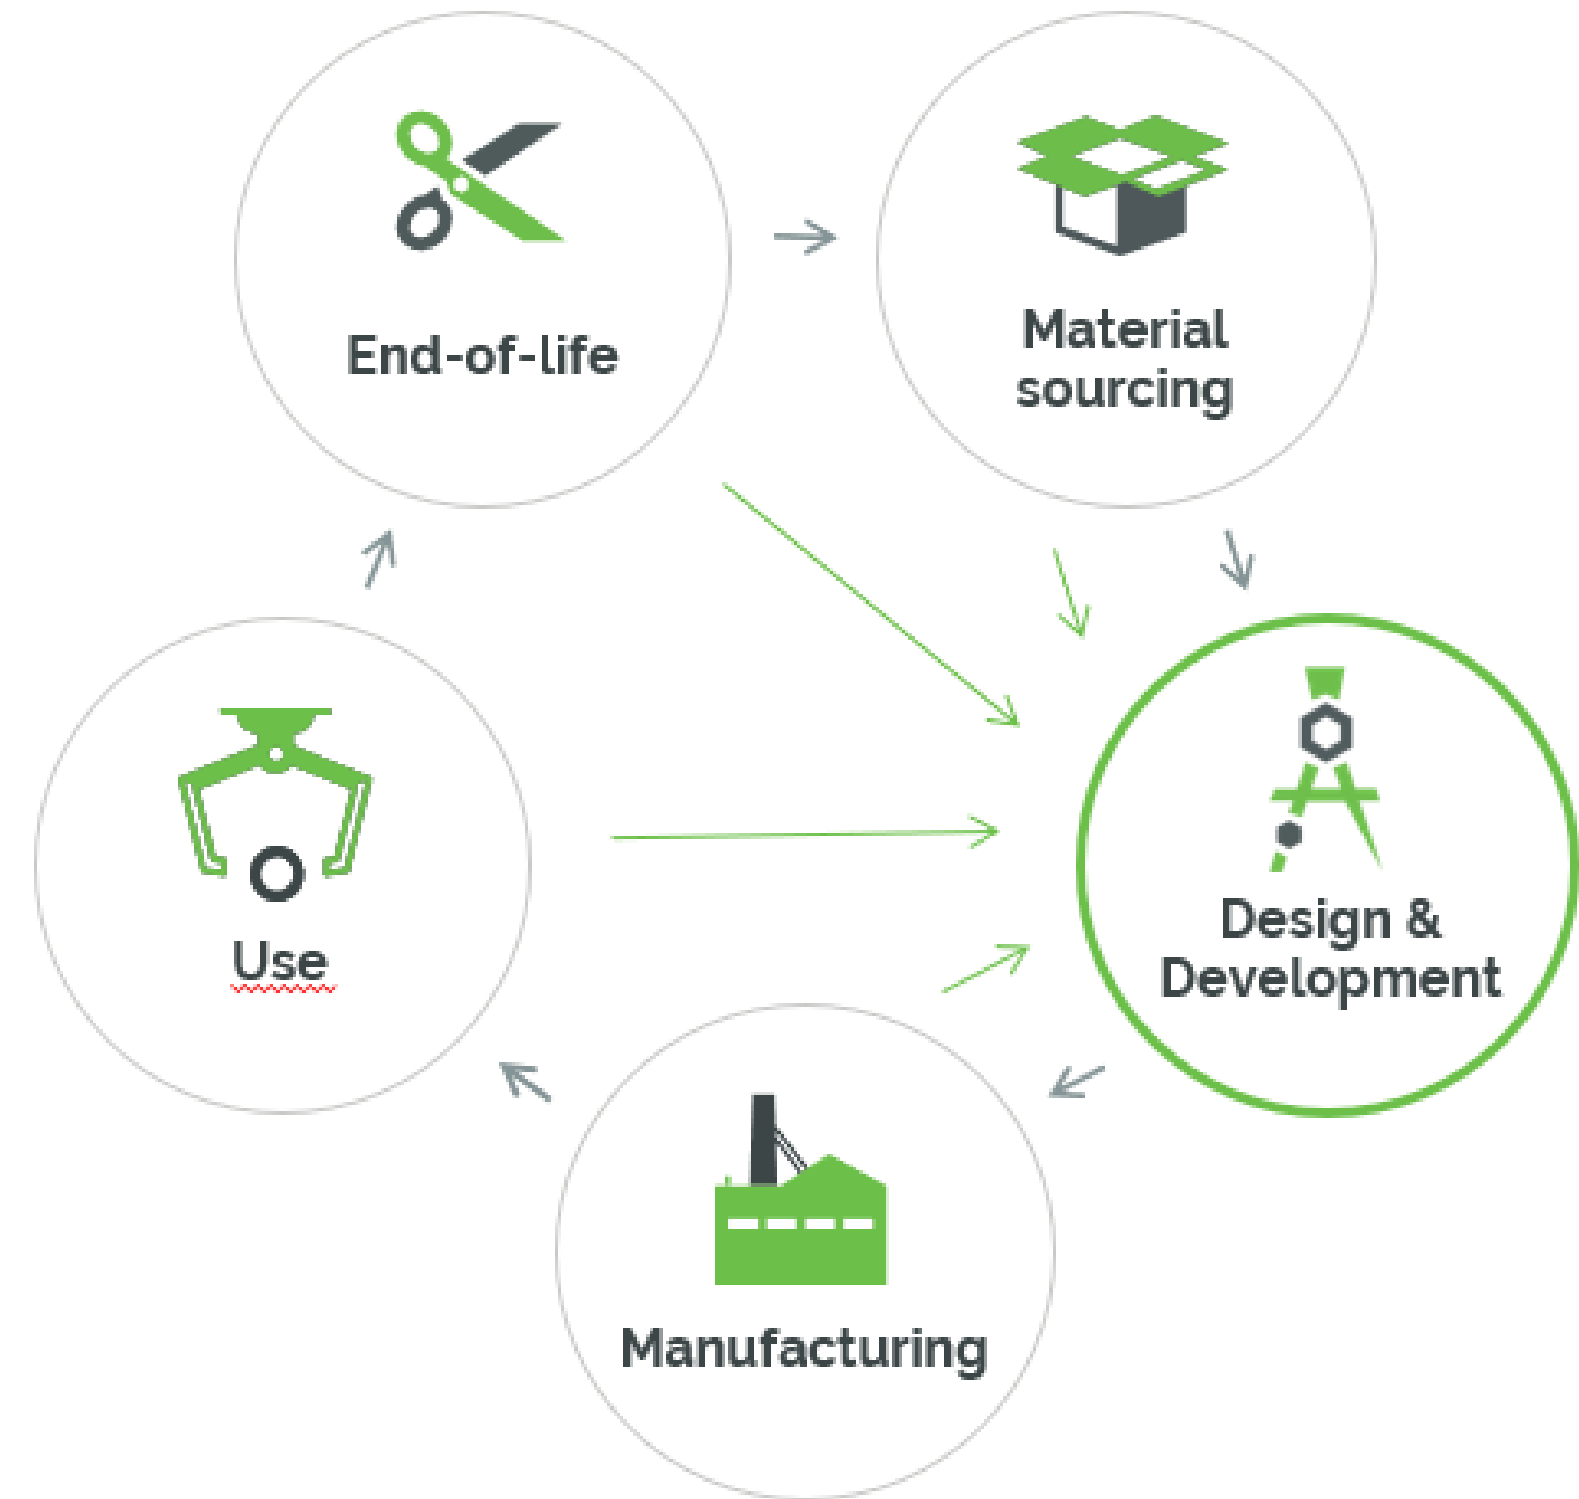 End-of-life
Material
sourcing
Use
Design &
Development
Manufacturing